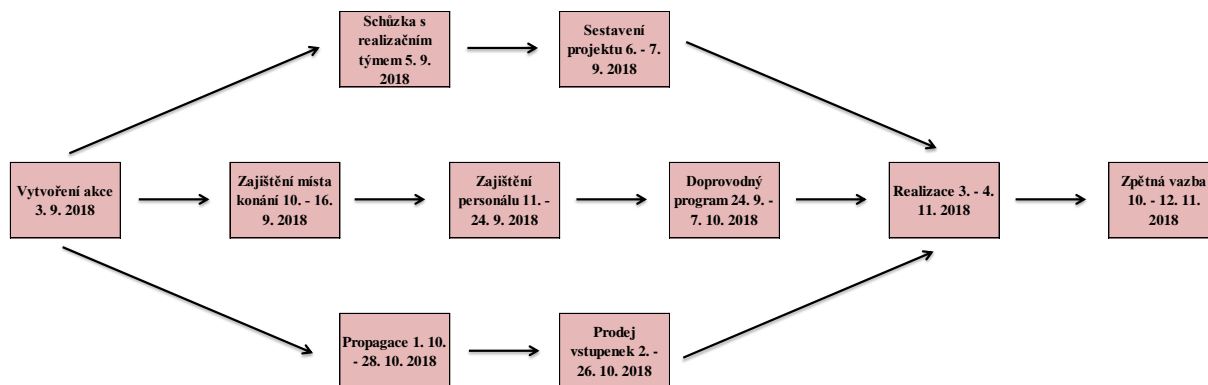 Schůzka s
realizačním
týmem 5. 9.
2018
Sestavení
projektu 6. - 7.
9. 2018
Vytvoření akce
3. 9. 2018
Zajištění místa
konání 10. - 16.
9. 2018
Zajištění
personálu 11. -
24. 9. 2018
Doprovodný
program 24. 9. -
7. 10. 2018
Realizace 3. - 4.
11. 2018
Zpětná vazba
10. - 12. 11.
2018
Propagace 1. 10.
- 28. 10. 2018
Prodej
vstupenek 2. -
26. 10. 2018